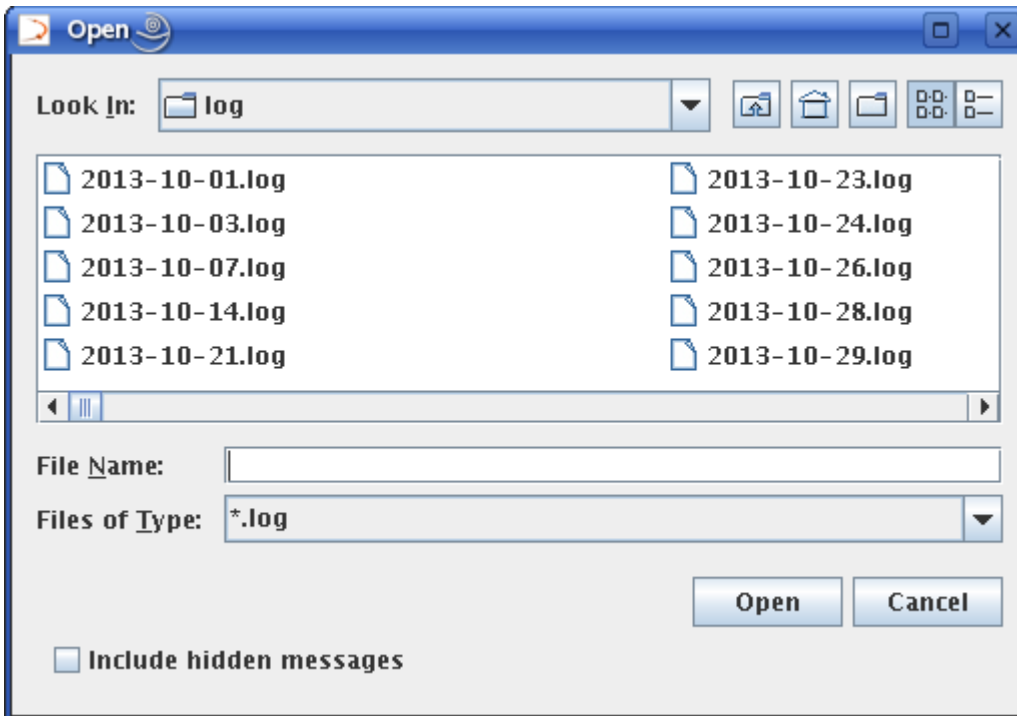 Open
Look In: log
2013-10-01.log
2013-10-03.log
2013-10-07.log
2013-10-14.log
2013-10-21.log
2013-10-23.log
2013-10-24.log
2013-10-26.log
2013-10-28.log
2013-10-29.log
File Name:
Files of Type: *.log
Open Cancel
Include hidden messages